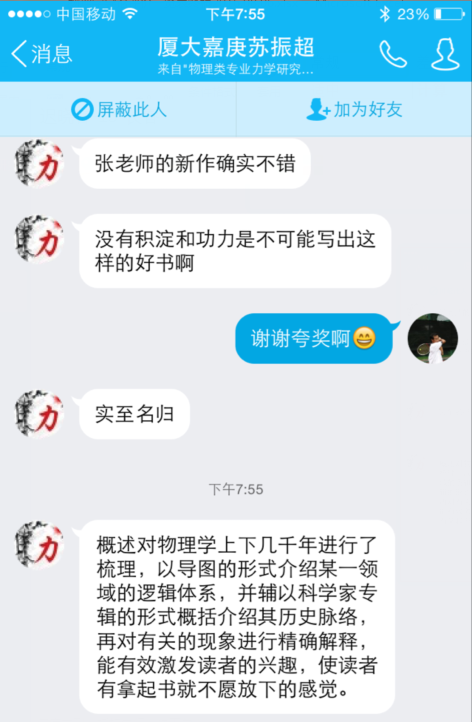 中国移动 下午7:55 23%
消息 厦大嘉庚苏振超
来自"物理类专业力学研究...
屏蔽此人 加为好友
张老师的新作确实不错
没有积淀和功力是不可能写出这
样的好书啊
谢谢夸奖啊😄
实至名归
下午7:55
概述对物理学上下几千年进行了
梳理，以导图的形式介绍某一领
域的逻辑体系，并辅以科学家专
辑的形式概括介绍其历史脉络，
再对有关的现象进行精确解释，
能有效激发读者的兴趣，使读者
有拿起书就不愿放下的感觉。